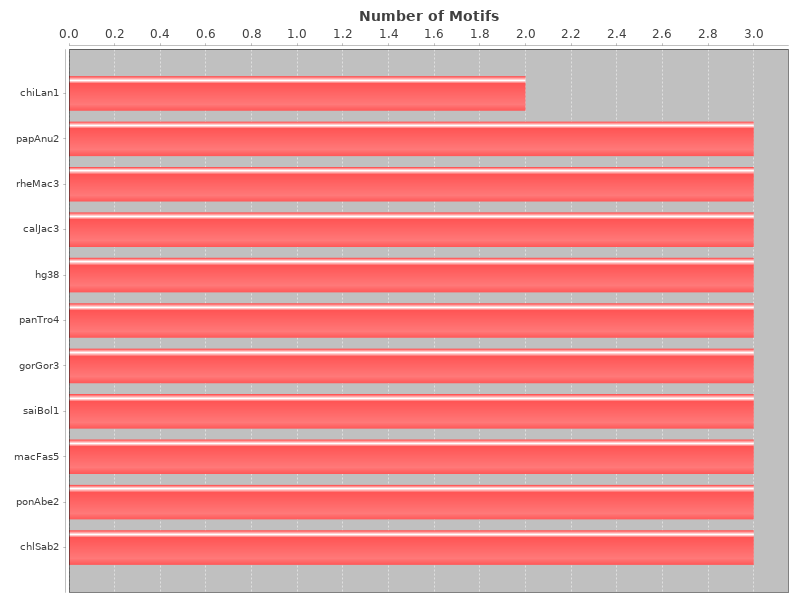 Number of Motifs
0.0 0.2 0.4 0.6 0.8 1.0 1.2 1.4 1.6 1.8 2.0 2.2 2.4 2.6 2.8 3.0
chiLan1
papAnu2
rheMac3
calJac3
hg38
panTro4
gorGor3
saiBol1
macFas5
ponAbe2
chlSab2